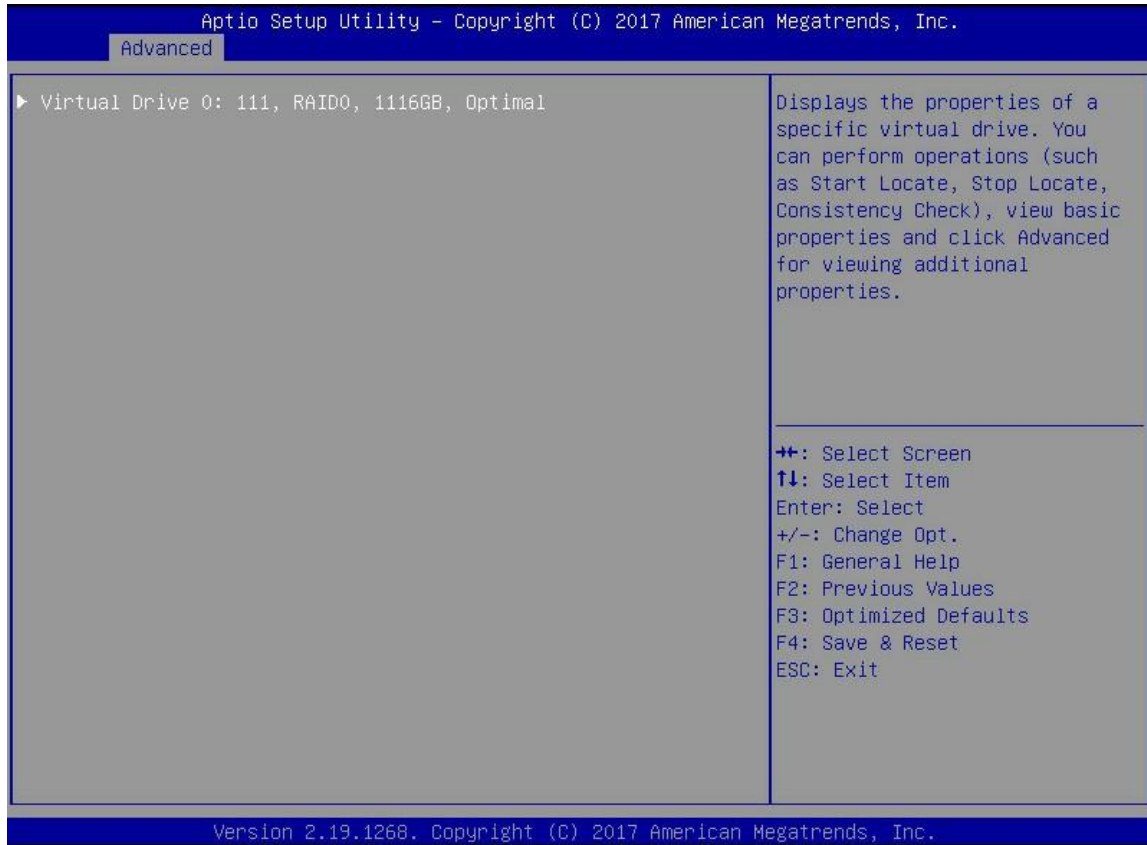 Aptio Setup Utility – Copyright (C) 2017 American Megatrends, Inc.
Advanced
▶ Virtual Drive 0: 111, RAID0, 1116GB, Optimal
Displays the properties of a
specific virtual drive. You
can perform operations (such
as Start Locate, Stop Locate,
Consistency Check), view basic
properties and click Advanced
for viewing additional
properties.
→←: Select Screen
↑↓: Select Item
Enter: Select
+/-: Change Opt.
F1: General Help
F2: Previous Values
F3: Optimized Defaults
F4: Save & Reset
ESC: Exit
Version 2.19.1268. Copyright (C) 2017 American Megatrends, Inc.